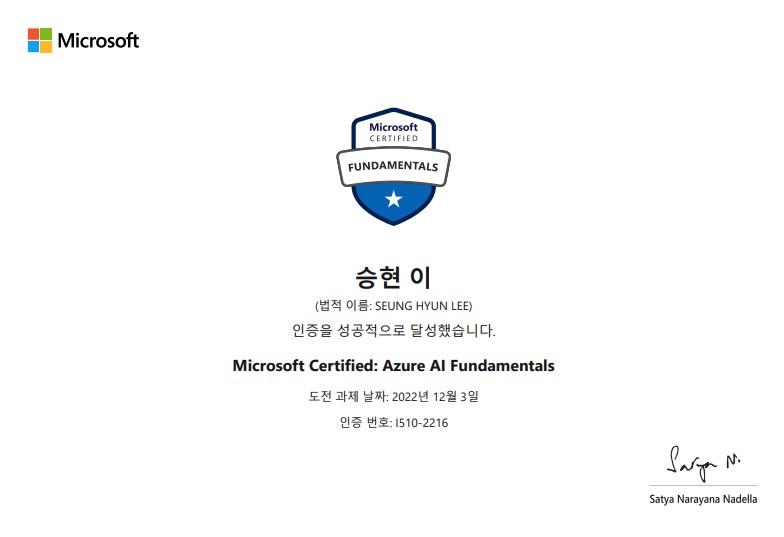 Microsoft
Microsoft
CERTIFIED
FUNDAMENTALS
승현 이
(법적 이름: SEUNG HYUN LEE)
인증을 성공적으로 달성했습니다.
Microsoft Certified: Azure AI Fundamentals
도전 과제 날짜: 2022년 12월 3일
인증 번호: I510-2216
Satya N.
Satya Narayana Nadella